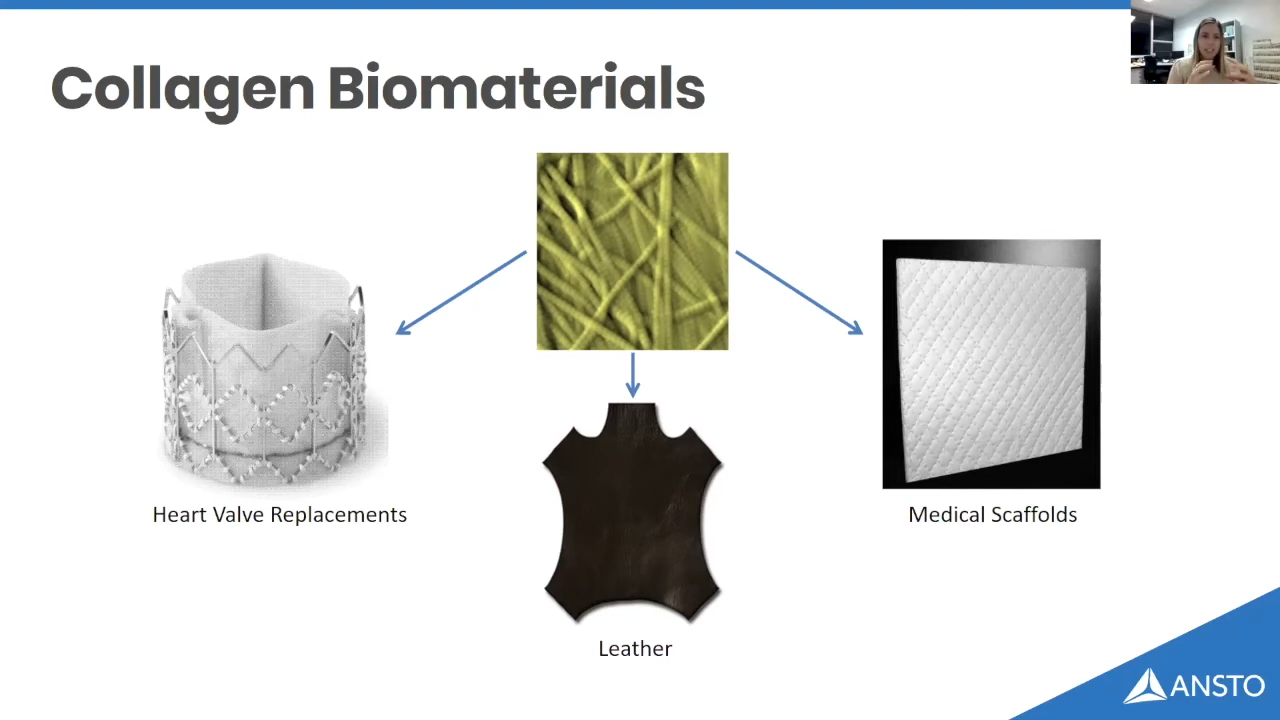 Collagen Biomaterials
Heart Valve Replacements
Medical Scaffolds
Leather
ANSTO